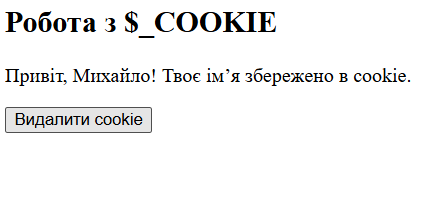 Робота з $_COOKIE
Привіт, Михайло! Твоє ім’я збережено в cookie.
Видалити cookie